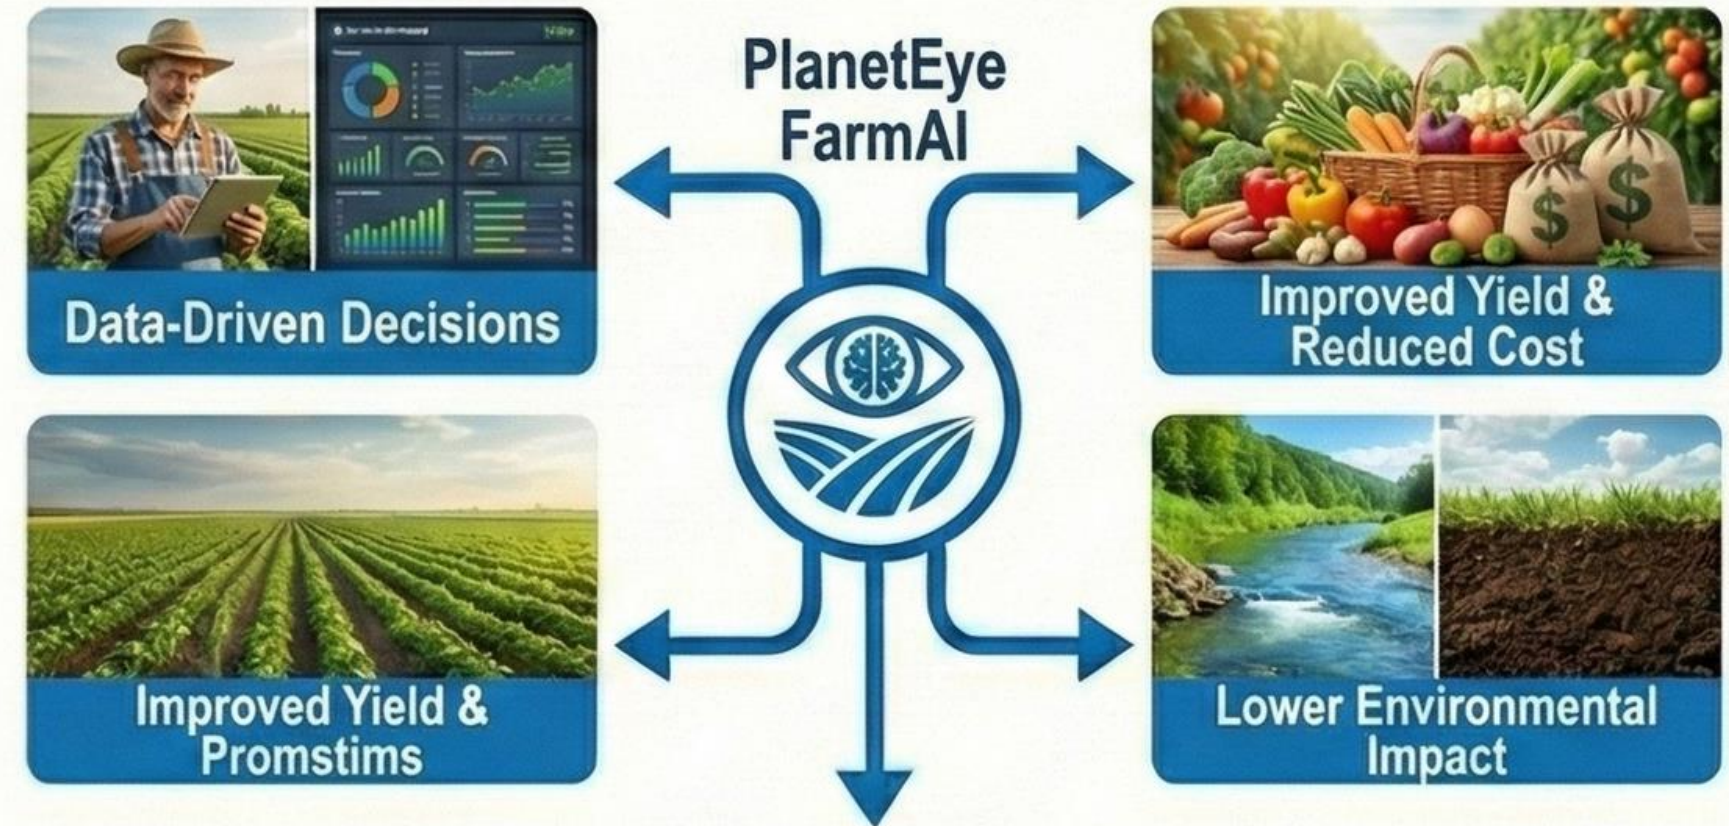 PlanetEye
FarmAI
Data-Driven Decisions
Improved Yield &
Reduced Cost
$
$
Improved Yield &
Promstims
Lower Environmental
Impact